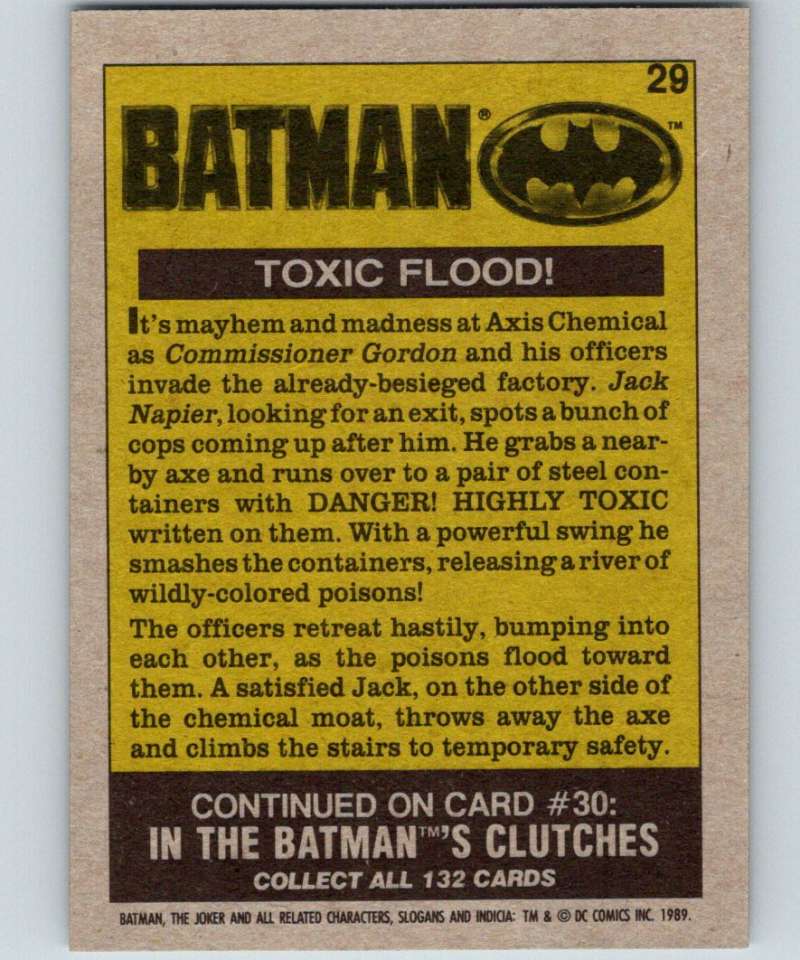 29
BATMAN®
TM
TOXIC FLOOD!
It's mayhem and madness at Axis Chemical
as Commissioner Gordon and his officers
invade the already-besieged factory. Jack
Napier, looking for an exit, spots a bunch of
cops coming up after him. He grabs a near-
by axe and runs over to a pair of steel con-
tainers with DANGER! HIGHLY TOXIC
written on them. With a powerful swing he
smashes the containers, releasing a river of
wildly-colored poisons!
The officers retreat hastily, bumping into
each other, as the poisons flood toward
them. A satisfied Jack, on the other side of
the chemical moat, throws away the axe
and climbs the stairs to temporary safety.
CONTINUED ON CARD #30:
IN THE BATMAN™'S CLUTCHES
COLLECT ALL 132 CARDS
BATMAN, THE JOKER AND ALL RELATED CHARACTERS, SLOGANS AND INDICIA: TM & © DC COMICS INC. 1989.